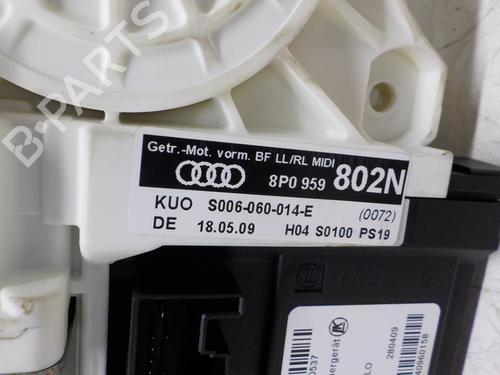 B-PARTS
Getr.-Mot. vorm. BF LL/RL MIDI
8P0 959 802N
KUO S006-060-014-E (0072)
DE 18.05.09 H04 S0100 PS19
280409